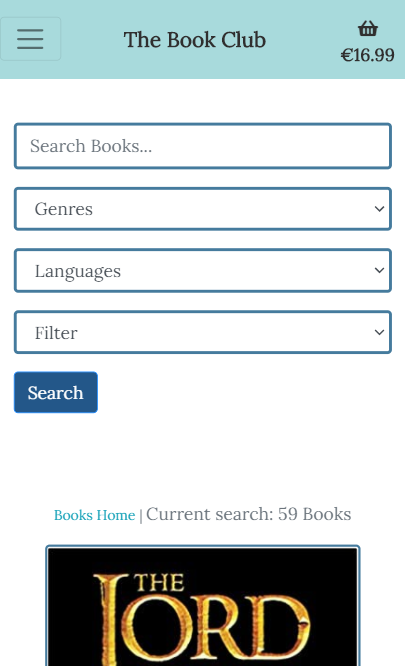 The Book Club
€16.99
Search Books...
Genres
Languages
Filter
Search
Books Home | Current search: 59 Books
THE
LORD